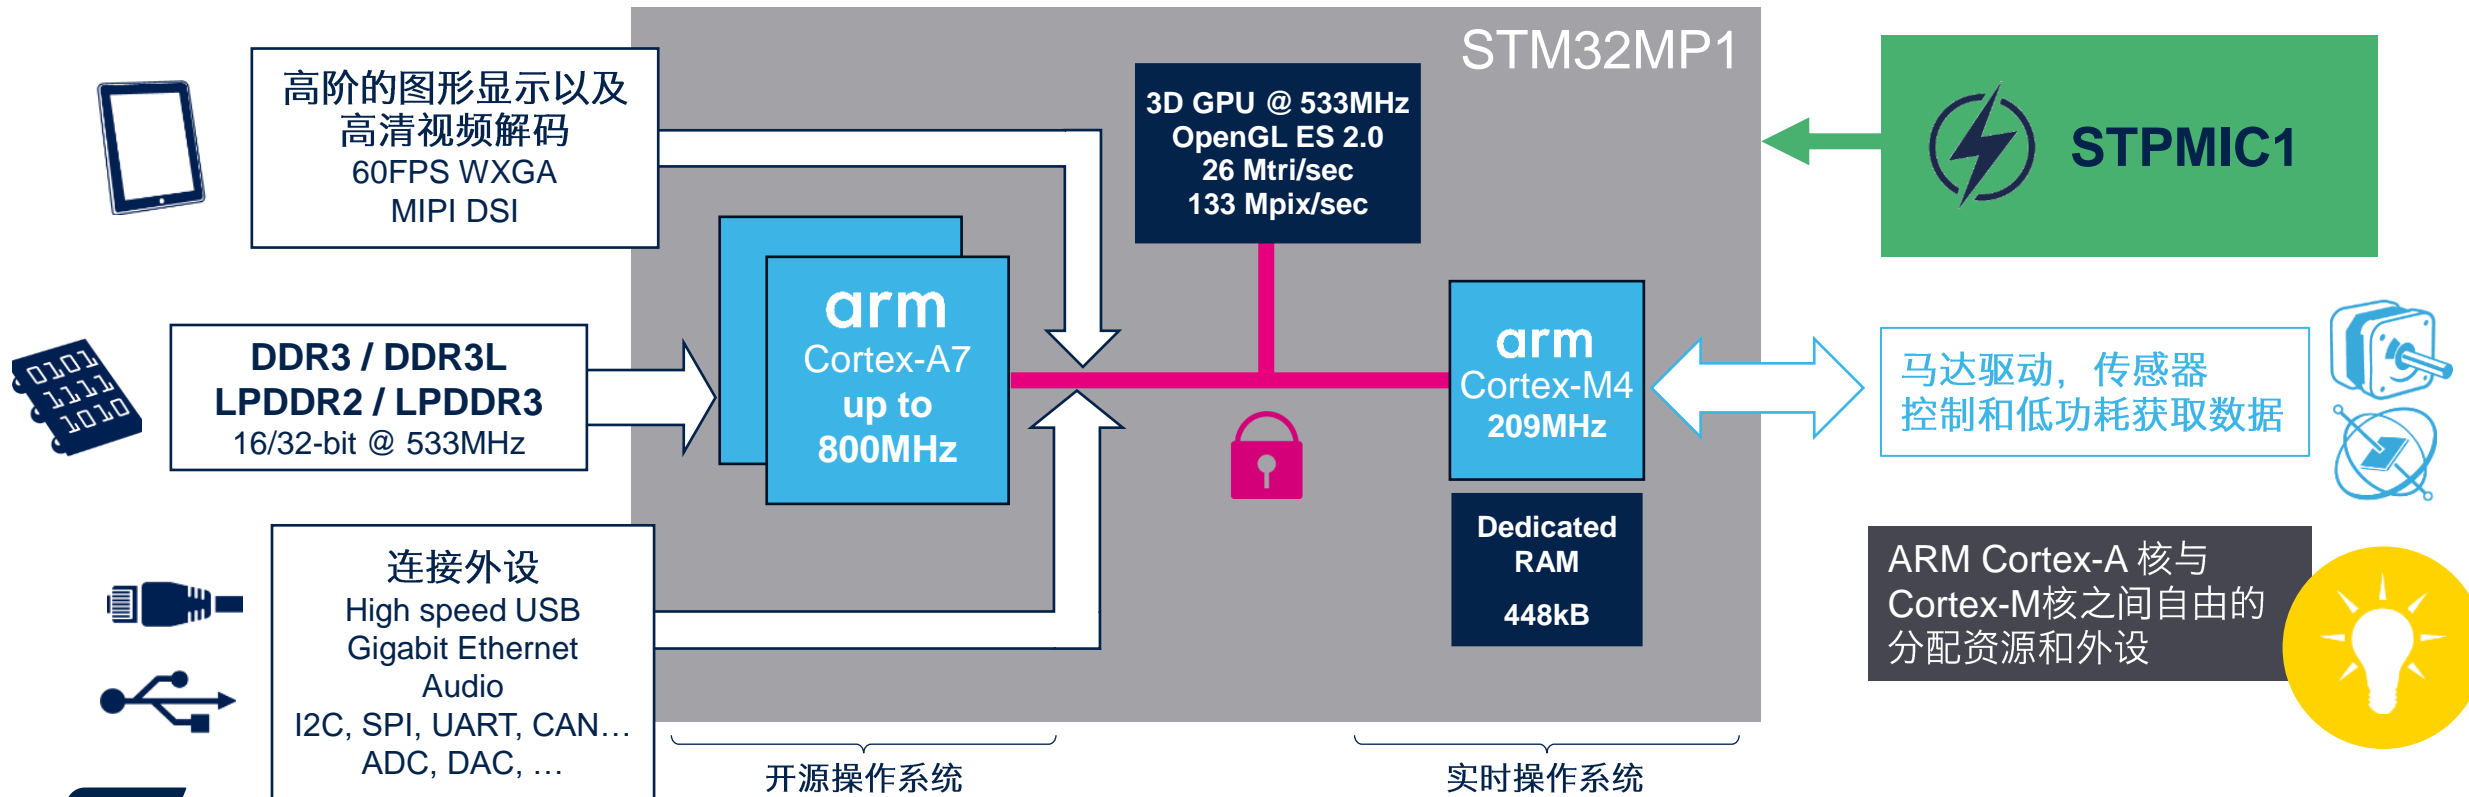 STM32MP1
高阶的图形显示以及
高清视频解码
60FPS WXGA
MIPI DSI
3D GPU @ 533MHz
OpenGL ES 2.0
26 Mtri/sec
133 Mpix/sec
STPMIC1
DDR3 / DDR3L
LPDDR2 / LPDDR3
16/32-bit @ 533MHz
0101
1111
1010
arm
Cortex-A7
up to
800MHz
arm
Cortex-M4
209MHz
马达驱动，传感器
控制和低功耗获取数据
Dedicated
RAM
448kB
连接外设
High speed USB
Gigabit Ethernet
Audio
I2C, SPI, UART, CAN…
ADC, DAC, …
ARM Cortex-A 核与
Cortex-M核之间自由的
分配资源和外设
开源操作系统
实时操作系统